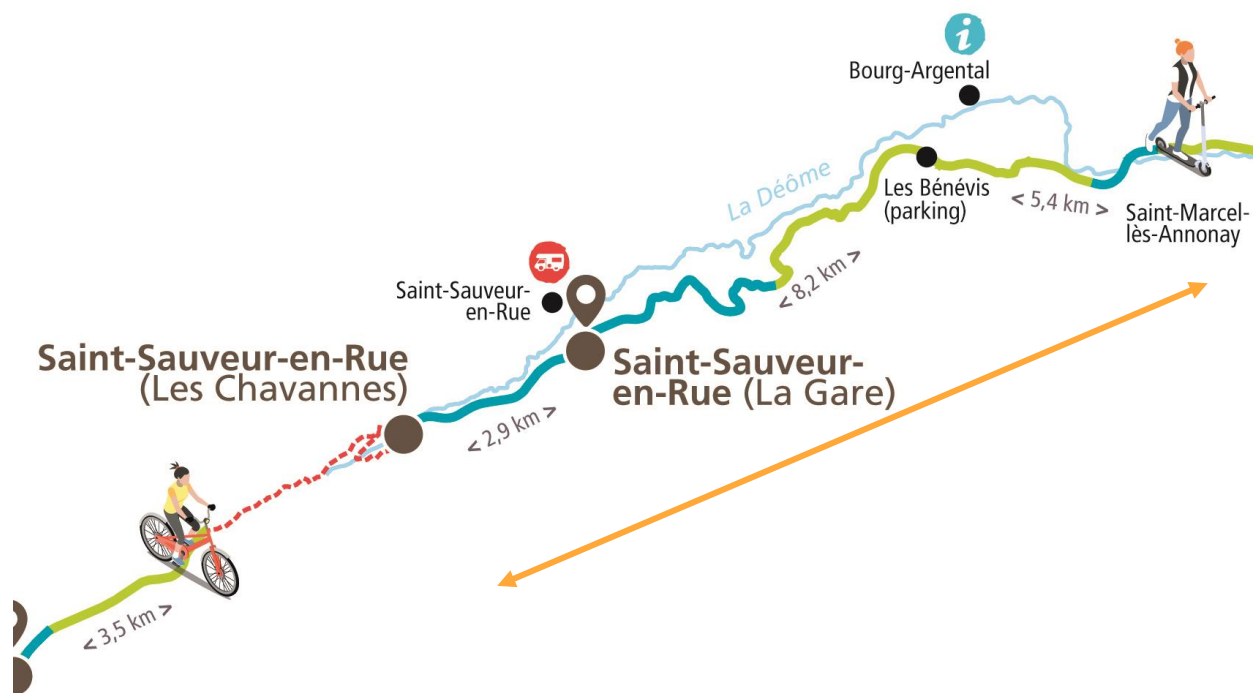 i
Bourg-Argental
La Déôme
Les Bénévis
(parking)
< 5,4 km >
Saint-Marcel-
lès-Annonay
< 8,2 km >
Saint-Sauveur-
en-Rue
Saint-Sauveur-en-Rue
(Les Chavannes)
Saint-Sauveur-
en-Rue (La Gare)
< 2,9 km >
< 3,5 km >